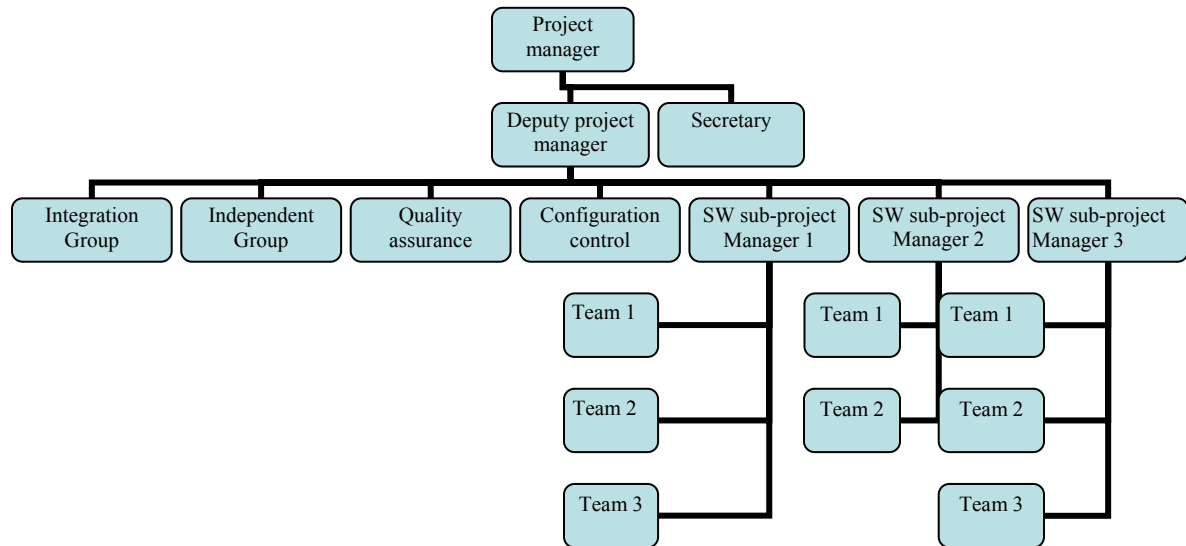 Project
manager
Deputy project
manager
Secretary
Integration
Group
Independent
Group
Quality
assurance
Configuration
control
SW sub-project
Manager 1
SW sub-project
Manager 2
SW sub-project
Manager 3
Team 1
Team 2
Team 3
Team 1
Team 2
Team 1
Team 2
Team 3